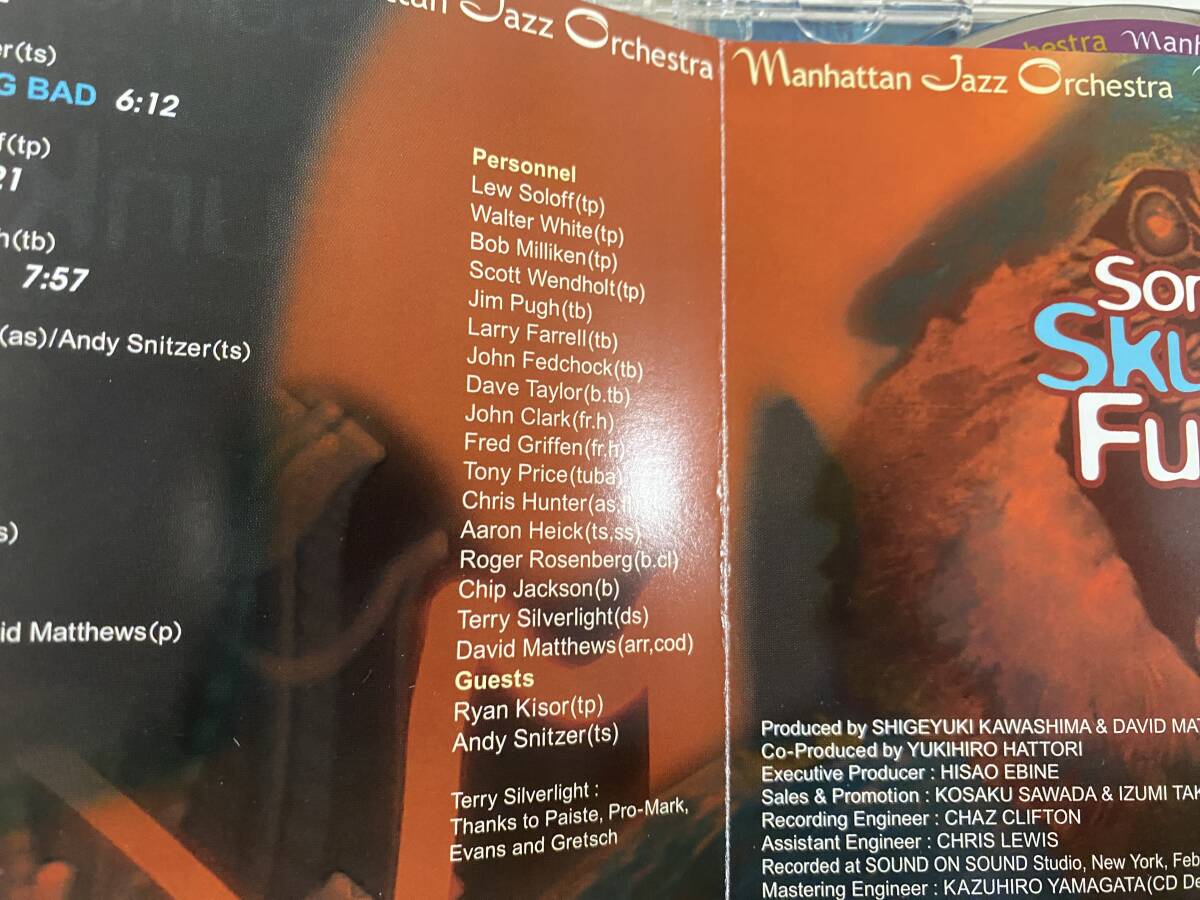 Jazz Orchestra
(ts)
BAD 6:12
(tp)
21
(tb)
7:57
(as)/Andy Snitzer(ts)
Matthews(p)
Personnel
Lew Soloff(tp)
Walter White(tp)
Bob Milliken(tp)
Scott Wendholt(tp)
Jim Pugh(tb)
Larry Farrell(tb)
John Fedchock(tb)
Dave Taylor(b.tb)
John Clark(fr.h)
Fred Griffen(fr.h)
Tony Price(tuba)
Chris Hunter(as,
Aaron Heick(ts,ss)
Roger Rosenberg(b.cl)
Chip Jackson(b)
Terry Silverlight(ds)
David Matthews(arr,cod)
Guests
Ryan Kisor(tp)
Andy Snitzer(ts)
Terry Silverlight :
Thanks to Paiste, Pro-Mark,
Evans and Gretsch
Manhattan Jazz Orchestra
Produced by SHIGEYUKI KAWASHIMA & DAVID
Co-Produced by YUKIHIRO HATTORI
Executive Producer : HISAO EBINE
Sales & Promotion : KOSAKU SAWADA & IZUMI
Recording Engineer : CHAZ CLIFTON
Assistant Engineer : CHRIS LEWIS
Recorded at SOUND ON SOUND Studio, New York, Feb
Mastering Engineer : KAZUHIRO YAMAGATA(CD